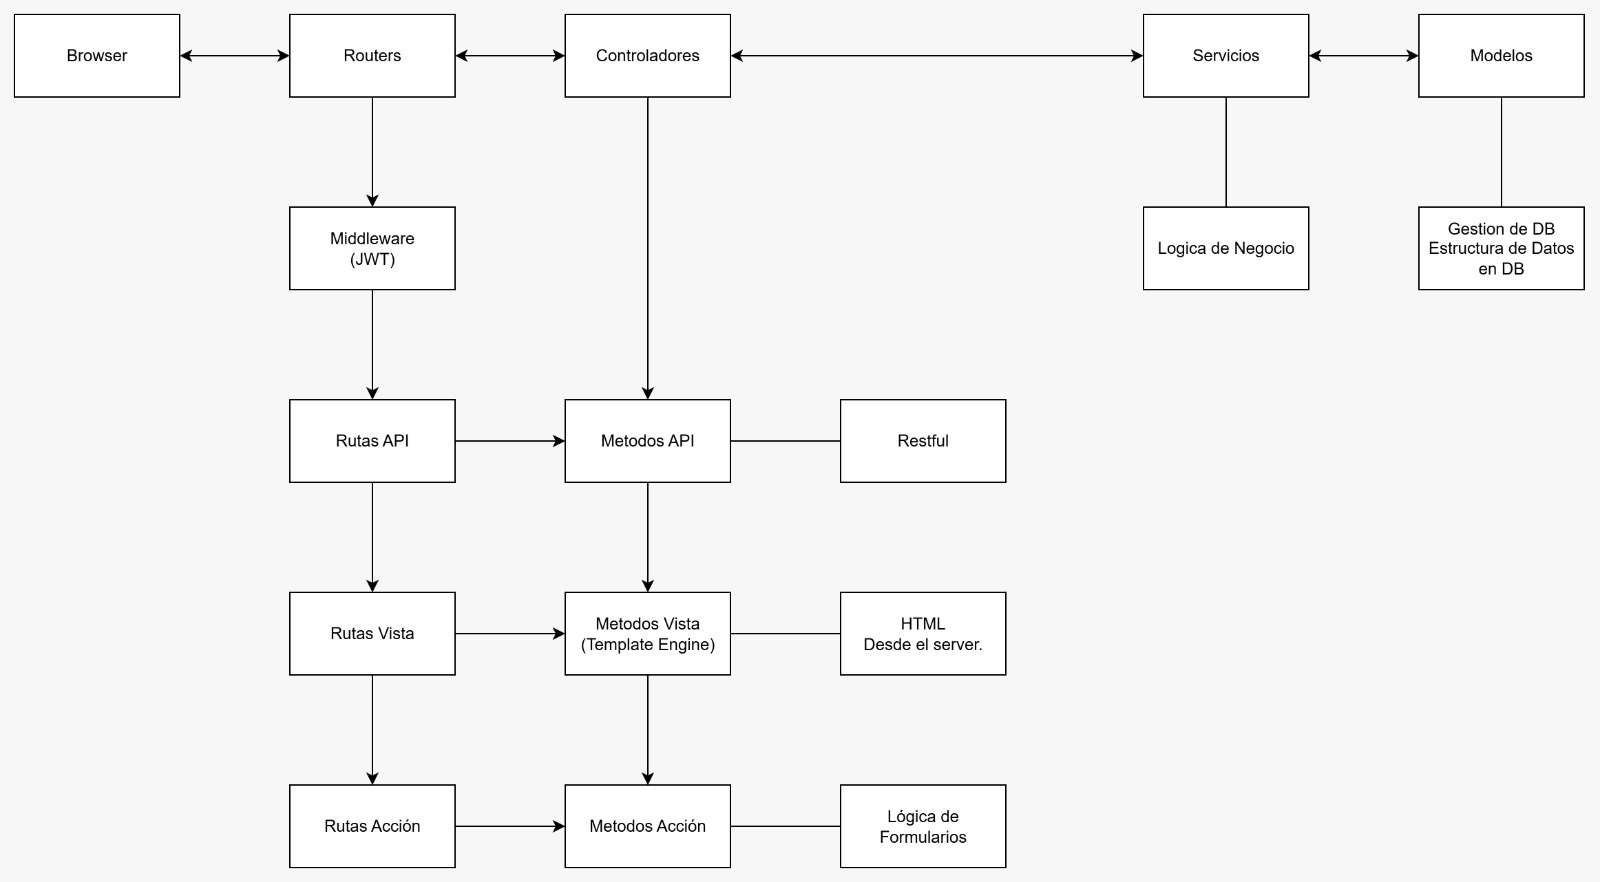 Browser
Routers
Controladores
Servicios
Modelos
Middleware
(JWT)
Logica de Negocio
Gestion de DB
Estructura de Datos
en DB
Rutas API
Metodos API
Restful
Rutas Vista
Metodos Vista
(Template Engine)
HTML
Desde el server.
Rutas Acción
Metodos Acción
Lógica de
Formularios